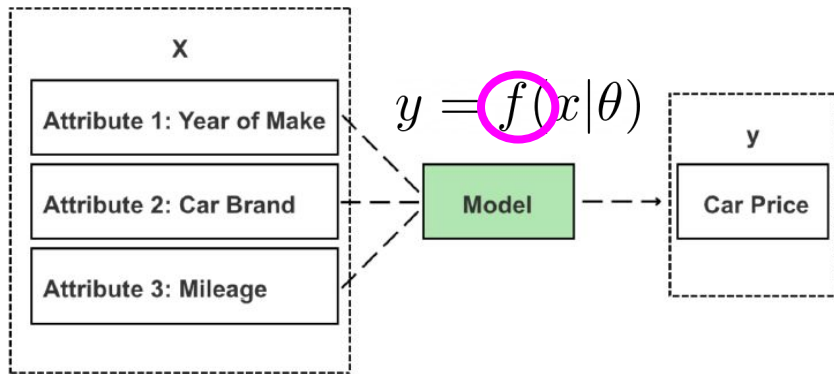 X
Attribute 1: Year of Make
Attribute 2: Car Brand
Attribute 3: Mileage
y = f(x|θ)
Model
y
Car Price